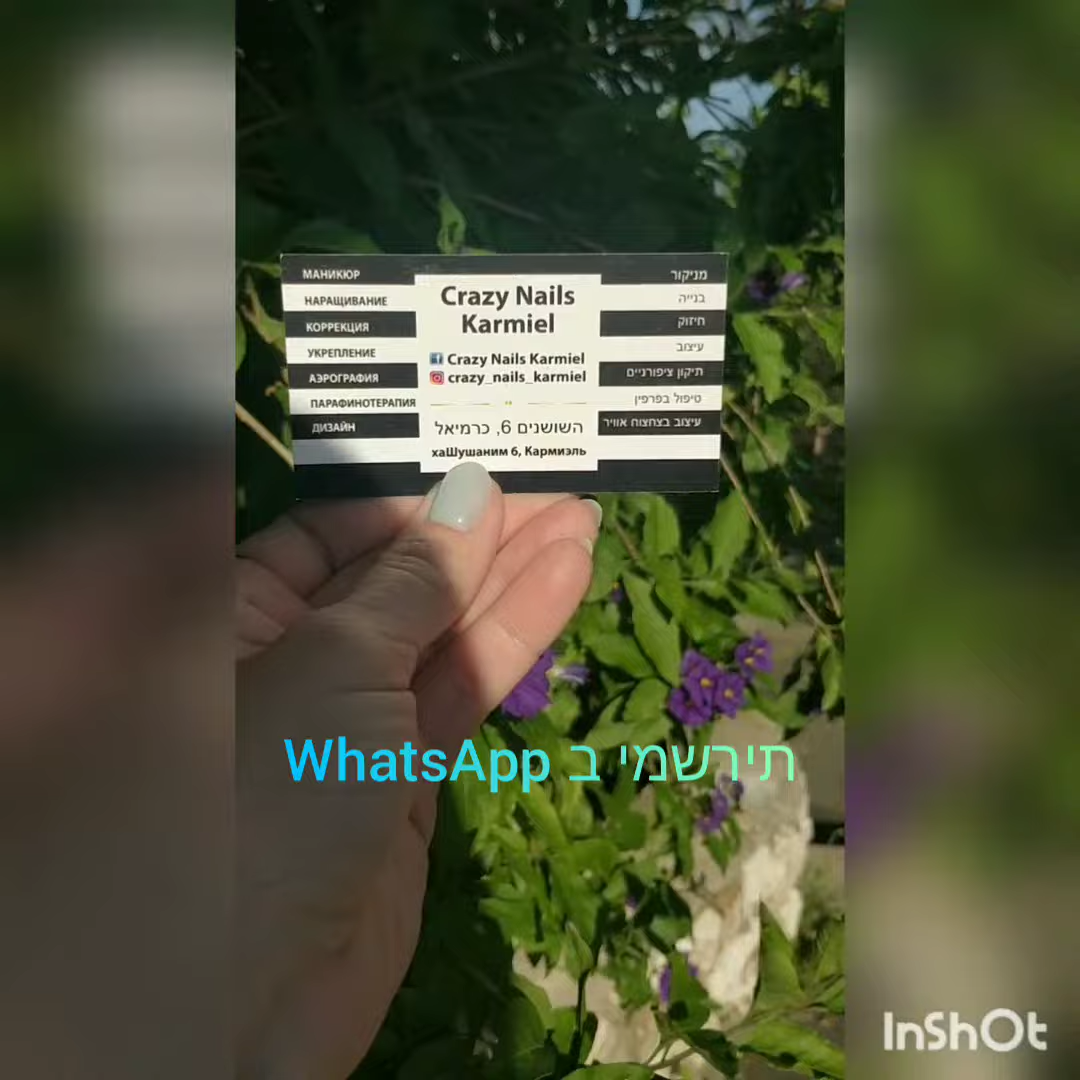 МАНИКЮР
НАРАЩИВАНИЕ
КОРРЕКЦИЯ
УКРЕПЛЕНИЕ
АЭРОГРАФИЯ
ПАРАФИНОТЕРАПИЯ
ДИЗАЙН
Crazy Nails
Karmiel
Crazy Nails Karmiel
crazy_nails_karmiel
השושנים 6, כרמיאל
хаШушаним 6, Кармиэль
מניקור
בנייה
חיזוק
עיצוב
תיקון ציפורניים
טיפול בפרפין
עיצוב בצחצוח אוויר
תירשמי ב WhatsApp
InShOt